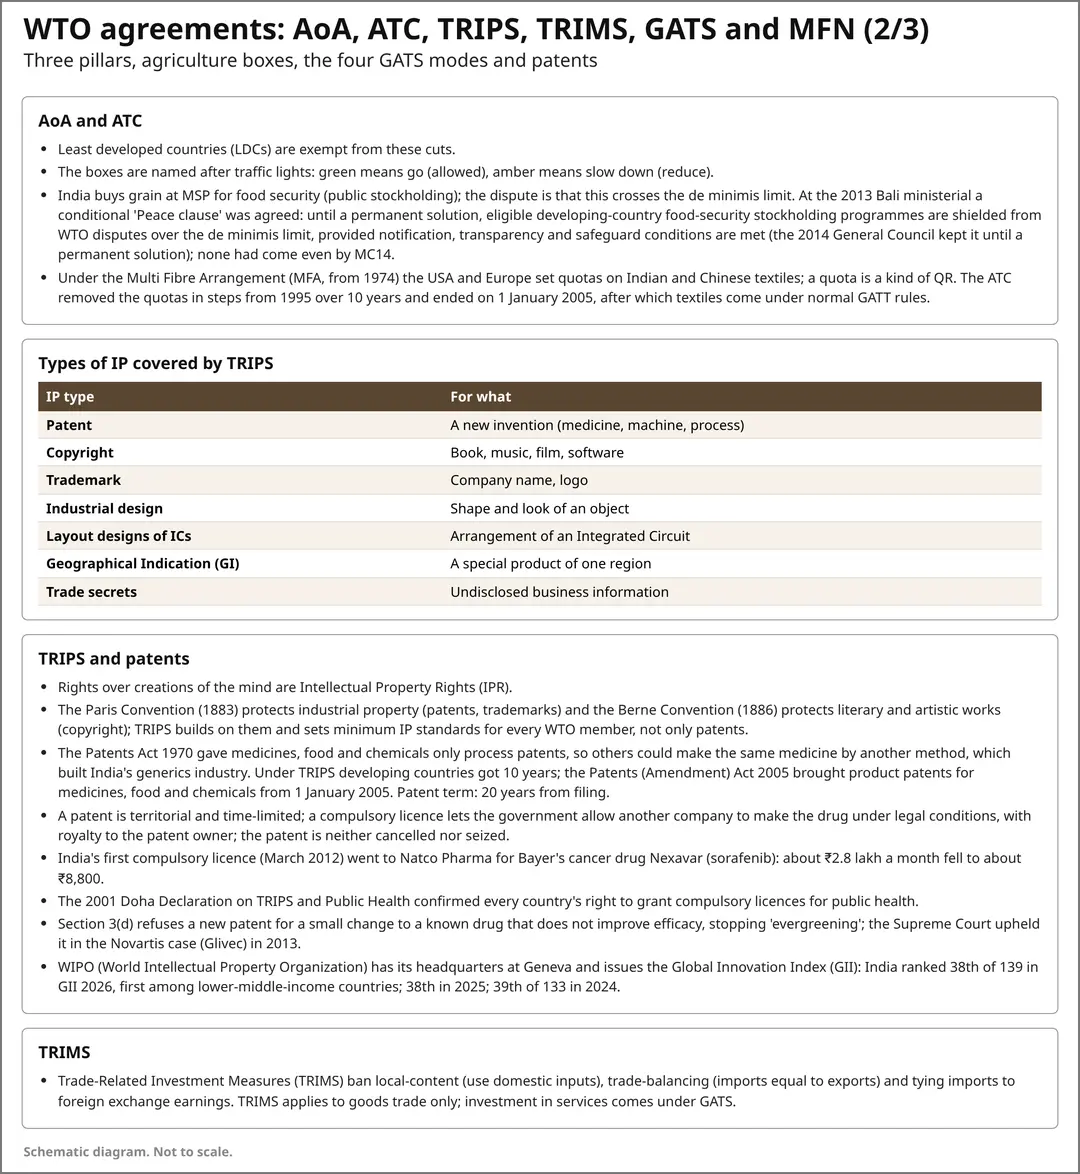 WTO agreements: AoA, ATC, TRIPS, TRIMS, GATS and MFN (2/3)
Three pillars, agriculture boxes, the four GATS modes and patents
AoA and ATC
• Least developed countries (LDCs) are exempt from these cuts.
• The boxes are named after traffic lights: green means go (allowed), amber means slow down (reduce).
• India buys grain at MSP for food security (public stockholding); the dispute is that this crosses the de minimis limit. At the 2013 Bali ministerial a
conditional 'Peace clause' was agreed: until a permanent solution, eligible developing-country food-security stockholding programmes are shielded from
WTO disputes over the de minimis limit, provided notification, transparency and safeguard conditions are met (the 2014 General Council kept it until a
permanent solution); none had come even by MC14.
• Under the Multi Fibre Arrangement (MFA, from 1974) the USA and Europe set quotas on Indian and Chinese textiles; a quota is a kind of QR. The ATC
removed the quotas in steps from 1995 over 10 years and ended on 1 January 2005, after which textiles come under normal GATT rules.
Types of IP covered by TRIPS
IP type For what
Patent A new invention (medicine, machine, process)
Copyright Book, music, film, software
Trademark Company name, logo
Industrial design Shape and look of an object
Layout designs of ICs Arrangement of an Integrated Circuit
Geographical Indication (GI) A special product of one region
Trade secrets Undisclosed business information
TRIPS and patents
• Rights over creations of the mind are Intellectual Property Rights (IPR).
• The Paris Convention (1883) protects industrial property (patents, trademarks) and the Berne Convention (1886) protects literary and artistic works
(copyright); TRIPS builds on them and sets minimum IP standards for every WTO member, not only patents.
• The Patents Act 1970 gave medicines, food and chemicals only process patents, so others could make the same medicine by another method, which
built India's generics industry. Under TRIPS developing countries got 10 years; the Patents (Amendment) Act 2005 brought product patents for
medicines, food and chemicals from 1 January 2005. Patent term: 20 years from filing.
• A patent is territorial and time-limited; a compulsory licence lets the government allow another company to make the drug under legal conditions, with
royalty to the patent owner; the patent is neither cancelled nor seized.
• India's first compulsory licence (March 2012) went to Natco Pharma for Bayer's cancer drug Nexavar (sorafenib): about ₹2.8 lakh a month fell to about
₹8,800.
• The 2001 Doha Declaration on TRIPS and Public Health confirmed every country's right to grant compulsory licences for public health.
• Section 3(d) refuses a new patent for a small change to a known drug that does not improve efficacy, stopping 'evergreening'; the Supreme Court upheld
it in the Novartis case (Glivec) in 2013.
• WIPO (World Intellectual Property Organization) has its headquarters at Geneva and issues the Global Innovation Index (GII): India ranked 38th of 139 in
GII 2026, first among lower-middle-income countries; 38th in 2025; 39th of 133 in 2024.
TRIMS
• Trade-Related Investment Measures (TRIMS) ban local-content (use domestic inputs), trade-balancing (imports equal to exports) and tying imports to
foreign exchange earnings. TRIMS applies to goods trade only; investment in services comes under GATS.
Schematic diagram. Not to scale.